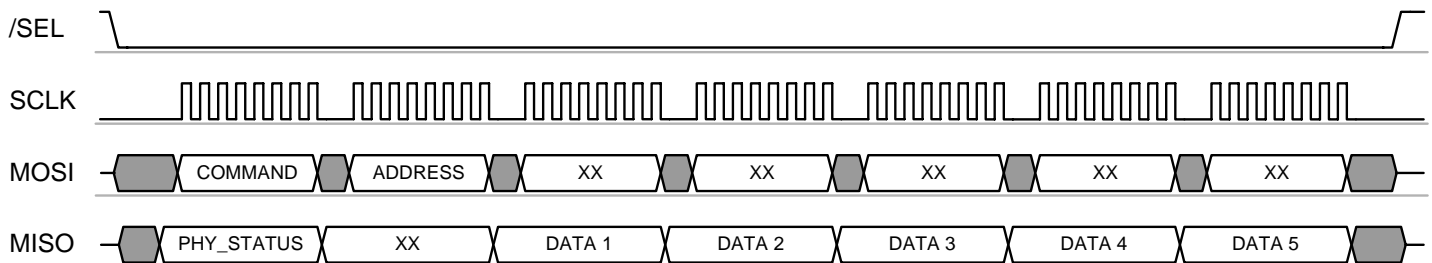 /SEL
SCLK
MOSI COMMAND ADDRESS XX XX XX XX XX
MISO PHY_STATUS XX DATA 1 DATA 2 DATA 3 DATA 4 DATA 5